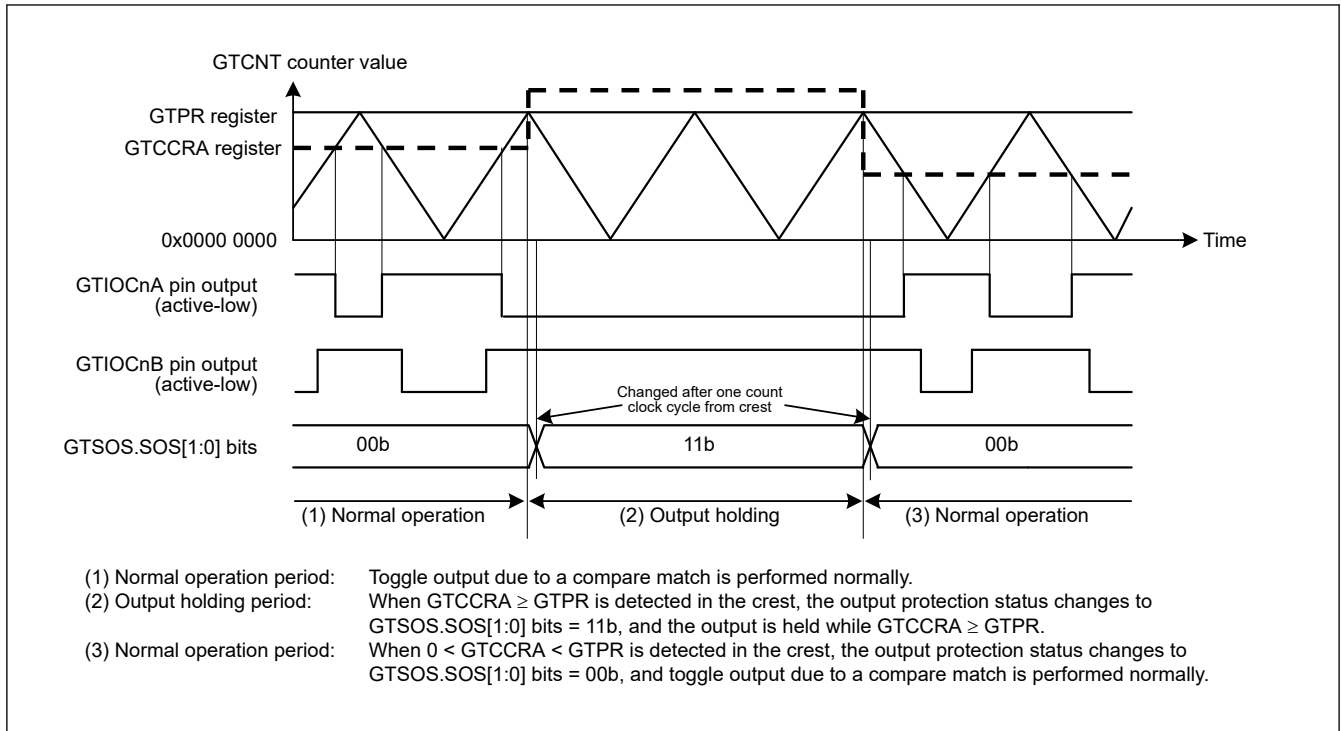 GTCNT counter value
GTPR register
GTCCRA register
0x0000 0000
Time
GTIOCnA pin output
(active-low)
GTIOCnB pin output
(active-low)
Changed after one count
clock cycle from crest
GTSOS.SOS[1:0] bits
00b
11b
00b
(1) Normal operation
(2) Output holding
(3) Normal operation
(1) Normal operation period: Toggle output due to a compare match is performed normally.
(2) Output holding period: When GTCCRA ≥ GTPR is detected in the crest, the output protection status changes to
GTSOS.SOS[1:0] bits = 11b, and the output is held while GTCCRA ≥ GTPR.
(3) Normal operation period: When 0 < GTCCRA < GTPR is detected in the crest, the output protection status changes to
GTSOS.SOS[1:0] bits = 00b, and toggle output due to a compare match is performed normally.